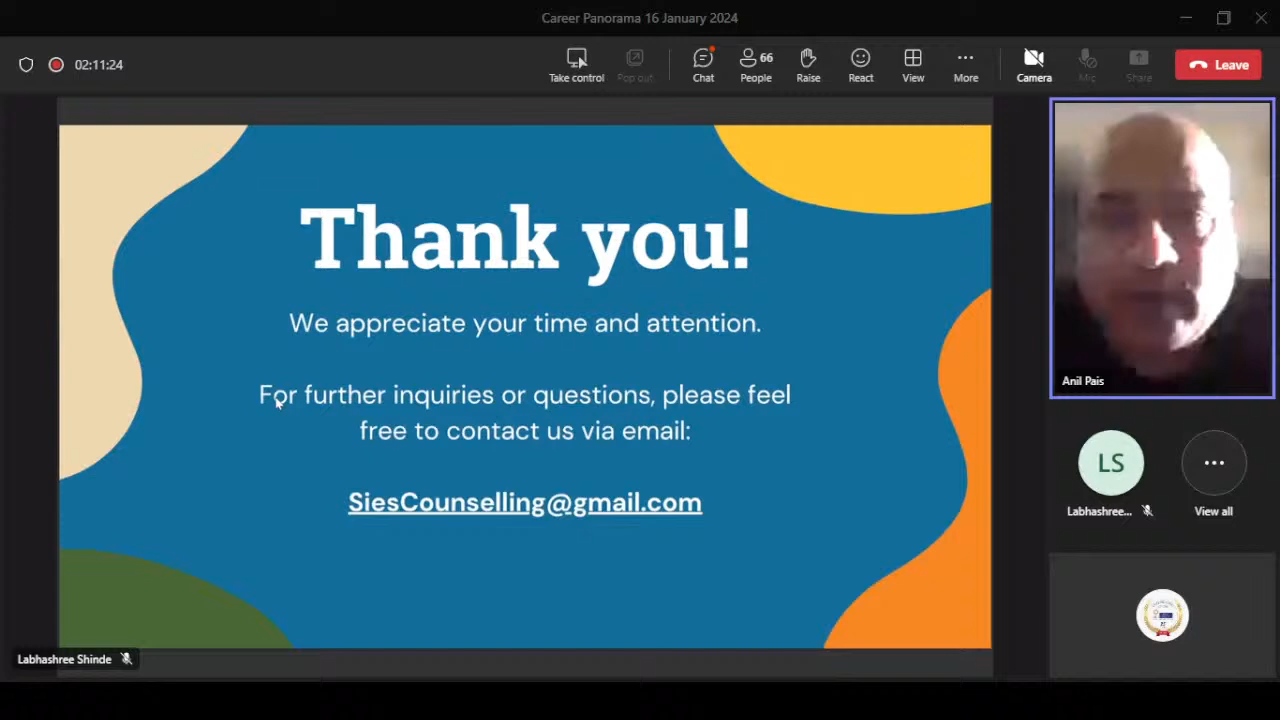 Career Panorama 16 January 2024
02:11:24
Take control
Pop out
Chat
66
People
Raise
React
View
More
Camera
Mic
Share
Leave
Thank you!
We appreciate your time and attention.
For further inquiries or questions, please feel
free to contact us via email:
SiesCounselling@gmail.com
Anil Pais
LS
Labhashree...
View all
Labhashree Shinde